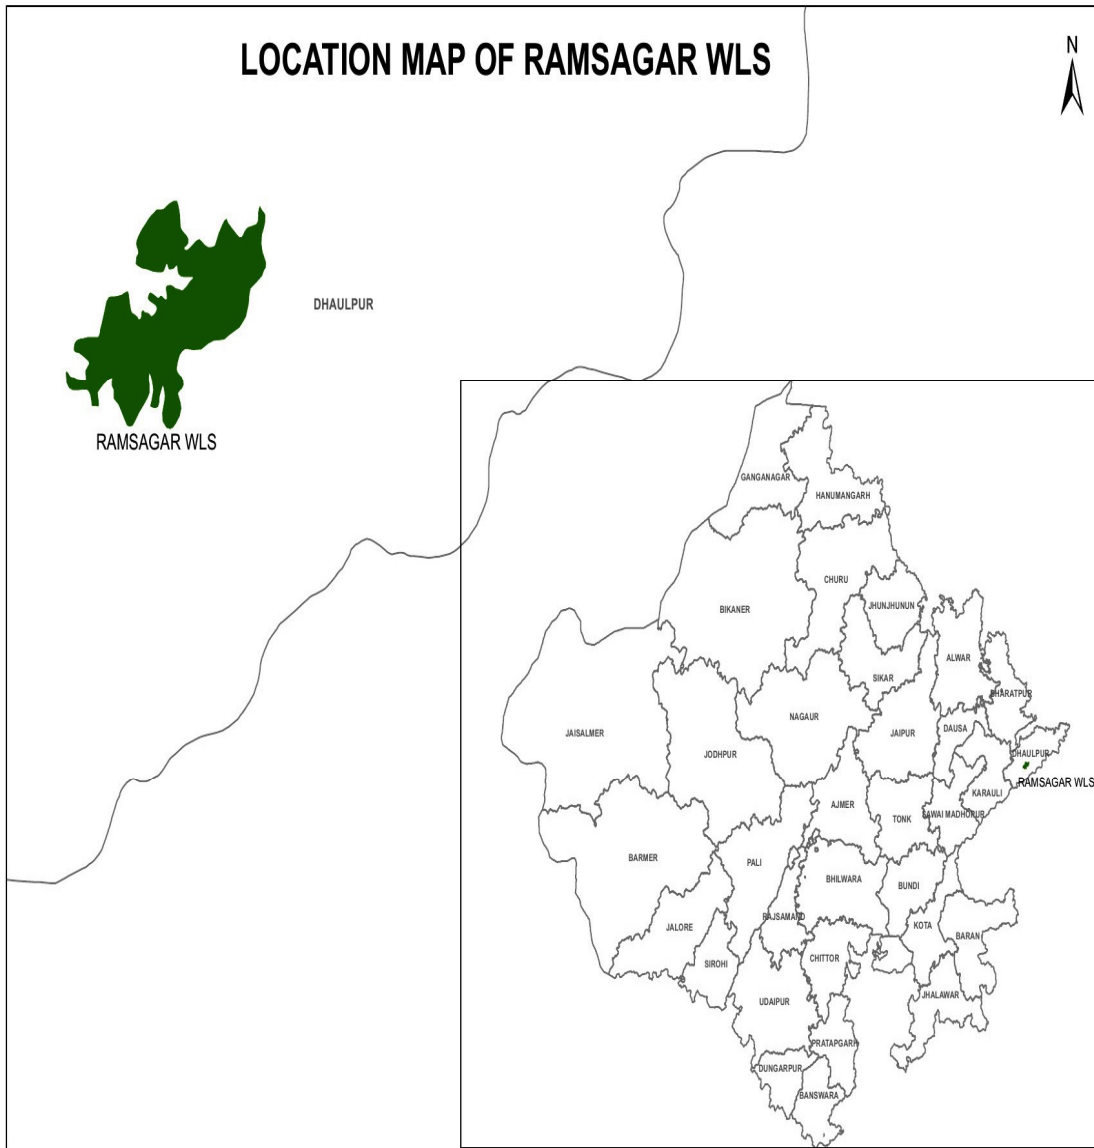 LOCATION MAP OF RAMSAGAR WLS
N
DHAULPUR
RAMSAGAR WLS
GANGANAGAR
HANUMANGARH
CHURU
JHUNJHUNUN
BIKANER
ALWAR
SIKAR
BHARATPUR
NAGAUR
DAUSA
JAISALMER
JAIPUR
JODHPUR
DHAULPUR
RAMSAGAR WLS
KARAULI
AJMER
SAWAI MADHOPUR
TONK
BARMER
PALI
BHILWARA
BUNDI
RAJSAMAND
JALORE
KOTA
BARAN
SIROHI
CHITTOR
JHALAWAR
UDAIPUR
PRATAPGARH
DUNGARPUR
BANSWARA